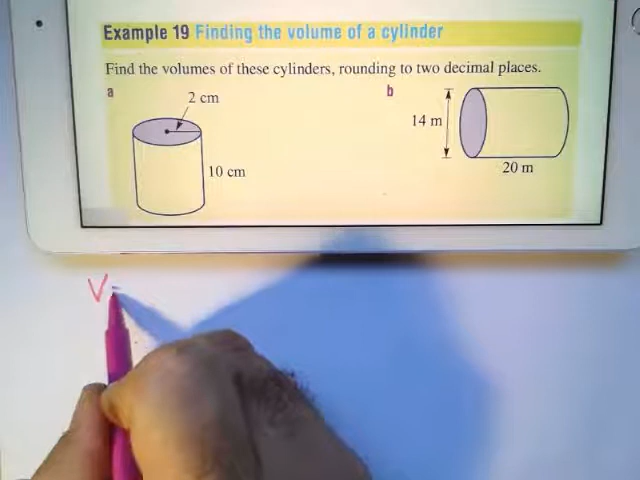 Example 19 Finding the volume of a cylinder
Find the volumes of these cylinders, rounding to two decimal places.
a
2 cm
10 cm
b
14 m
20 m
V =